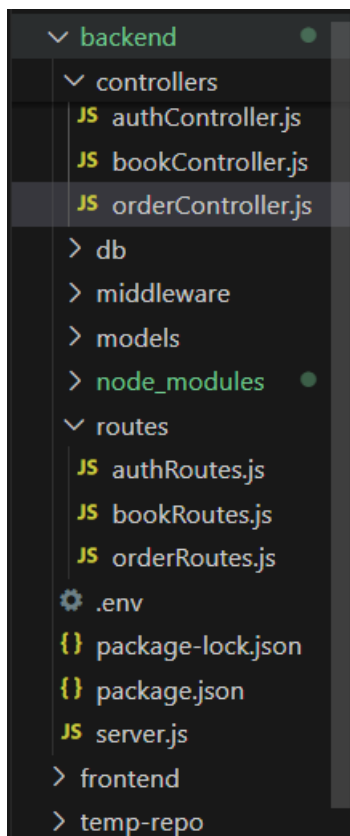 backend
controllers
JS authController.js
JS bookController.js
JS orderController.js
db
middleware
models
node_modules
routes
JS authRoutes.js
JS bookRoutes.js
JS orderRoutes.js
.env
{} package-lock.json
{} package.json
JS server.js
frontend
temp-repo